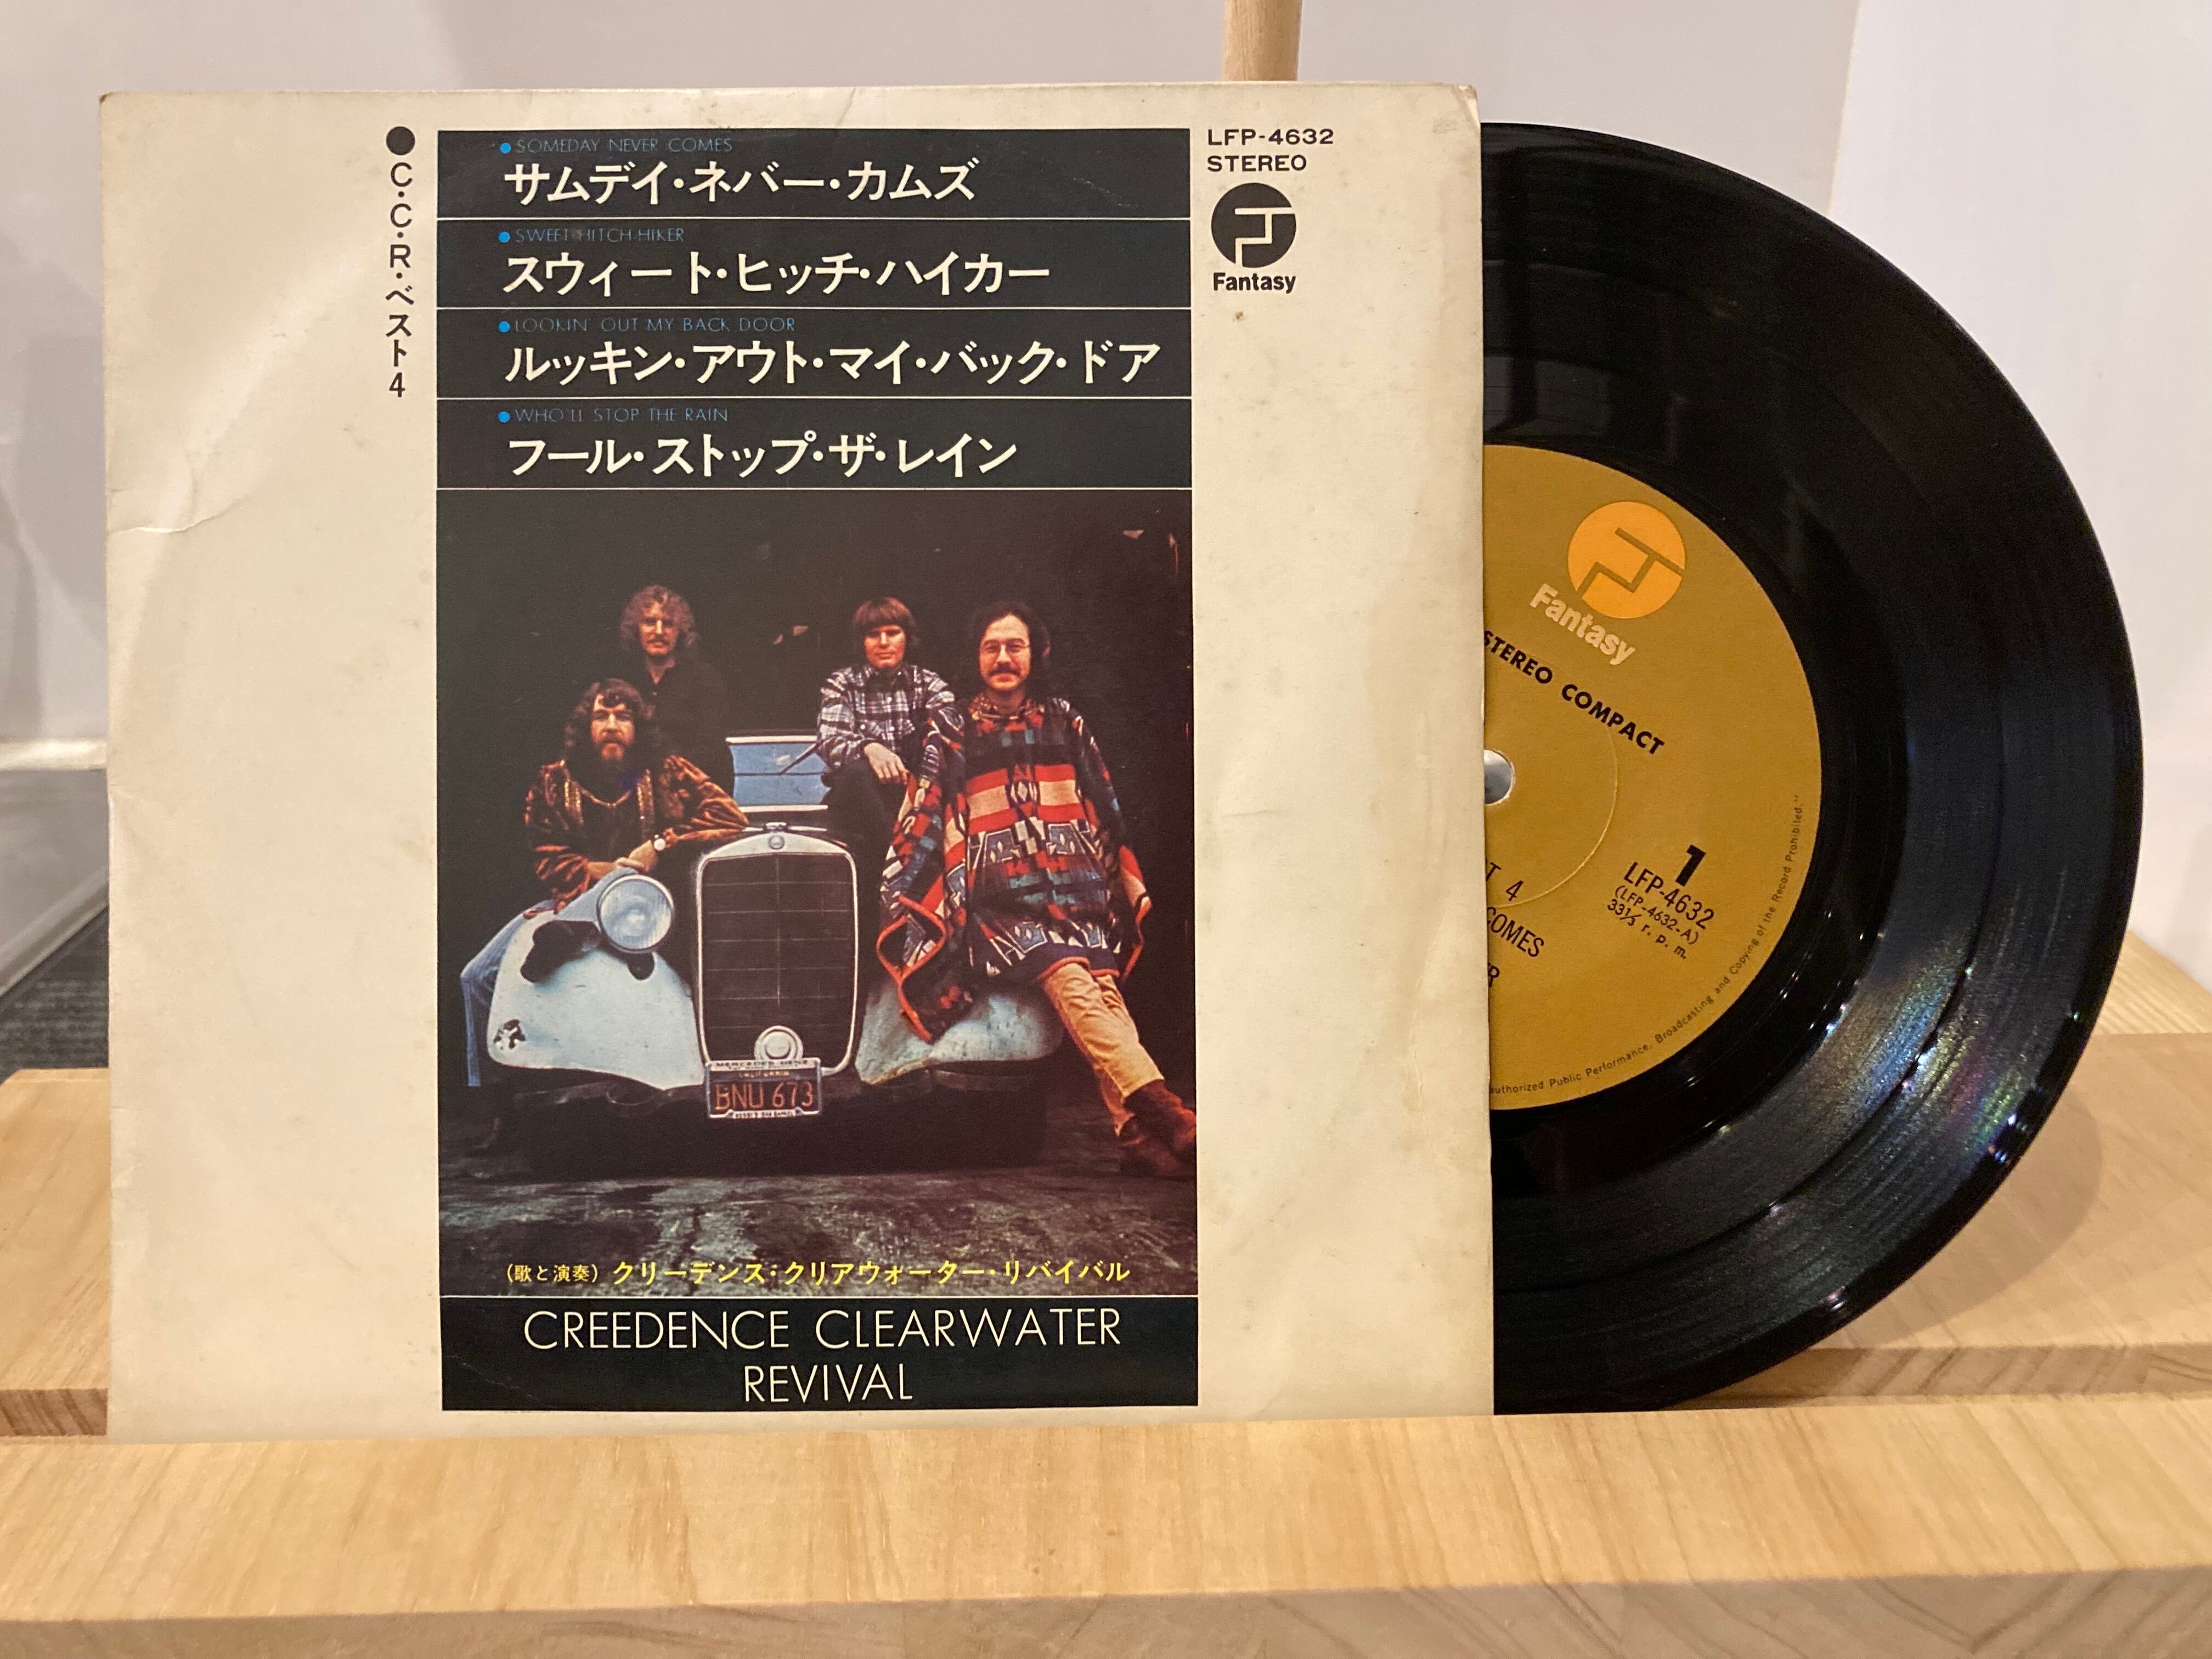 ●C・C・R・ベスト4
●SOMEDAY NEVER COMES
サムデイ・ネバー・カムズ
●SWEET HITCH-HIKER
スウィート・ヒッチ・ハイカー
●LOOKIN' OUT MY BACK DOOR
ルッキン・アウト・マイ・バック・ドア
●WHO'LL STOP THE RAIN
フール・ストップ・ザ・レイン
LFP-4632
STEREO
Fantasy
MERCEDES-BENZ
CALIFORNIA
BNU 673
(歌と演奏) クリーデンス・クリアウォーター・リバイバル
CREEDENCE CLEARWATER
REVIVAL
Fantasy
STEREO COMPACT
1
LFP-4632
(LFP-4632-A)
33⅓ r. p. m.
4
COMES
Public Performance, Broadcasting and Copying of the Record Prohibited.